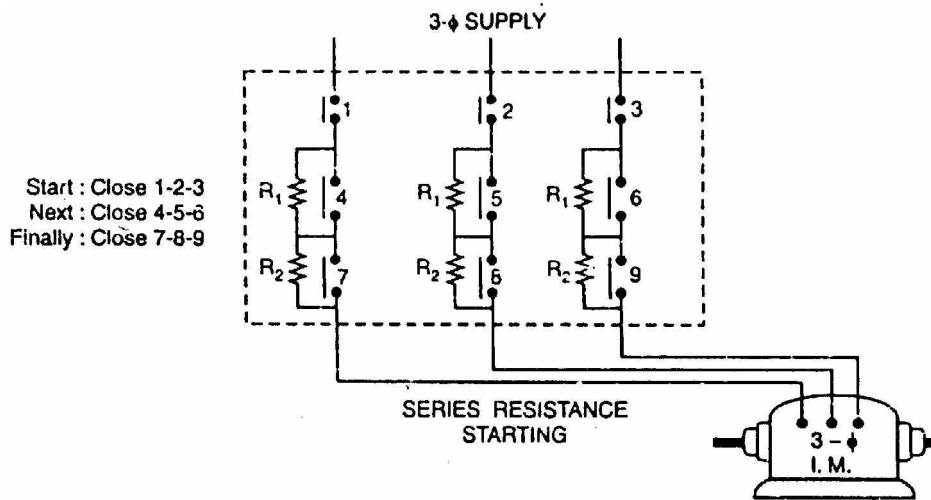 3-ϕ SUPPLY
1
2
3
Start : Close 1-2-3
Next : Close 4-5-6
Finally : Close 7-8-9
R1
4
R1
5
R1
6
R2
7
R2
8
R2
9
SERIES RESISTANCE
STARTING
3 – ϕ
I. M.